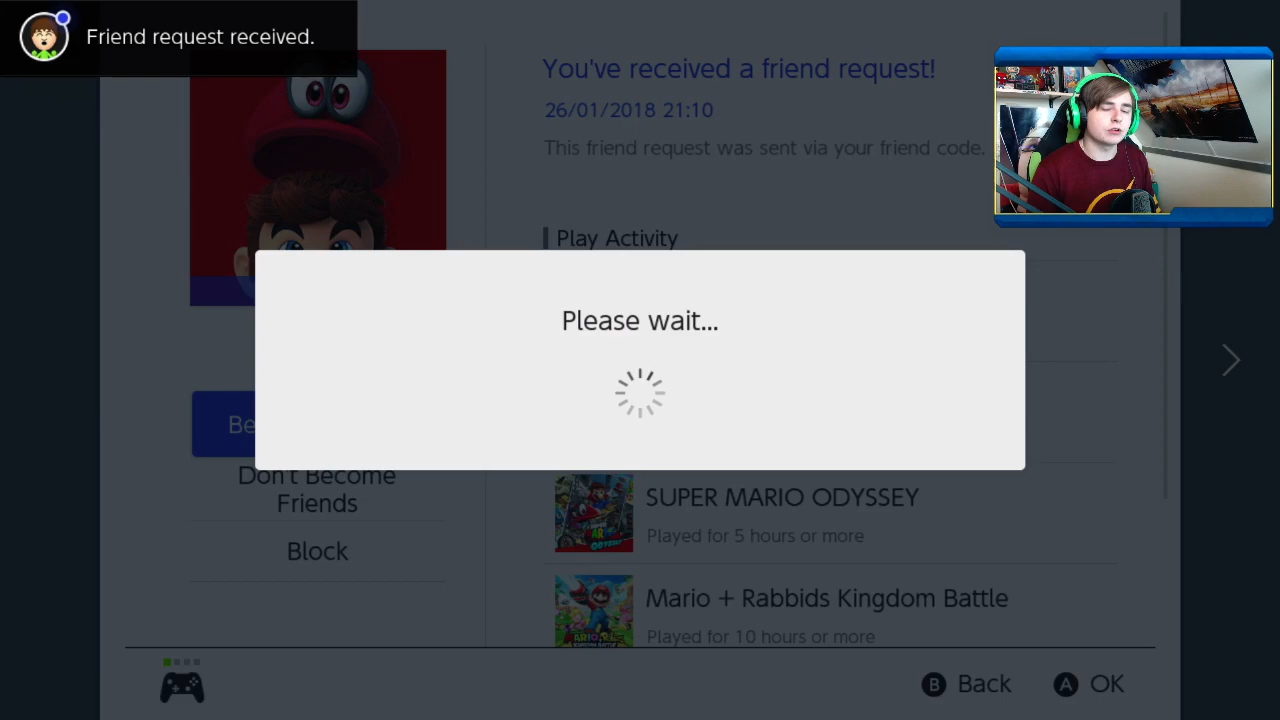 Friend request received.
You've received a friend request!
26/01/2018 21:10
This friend request was sent via your friend code.
Play Activity
Please wait...
Be
Don't Become
Friends
Block
SUPER MARIO ODYSSEY
Played for 5 hours or more
Mario + Rabbids Kingdom Battle
Played for 10 hours or more
B Back
A OK